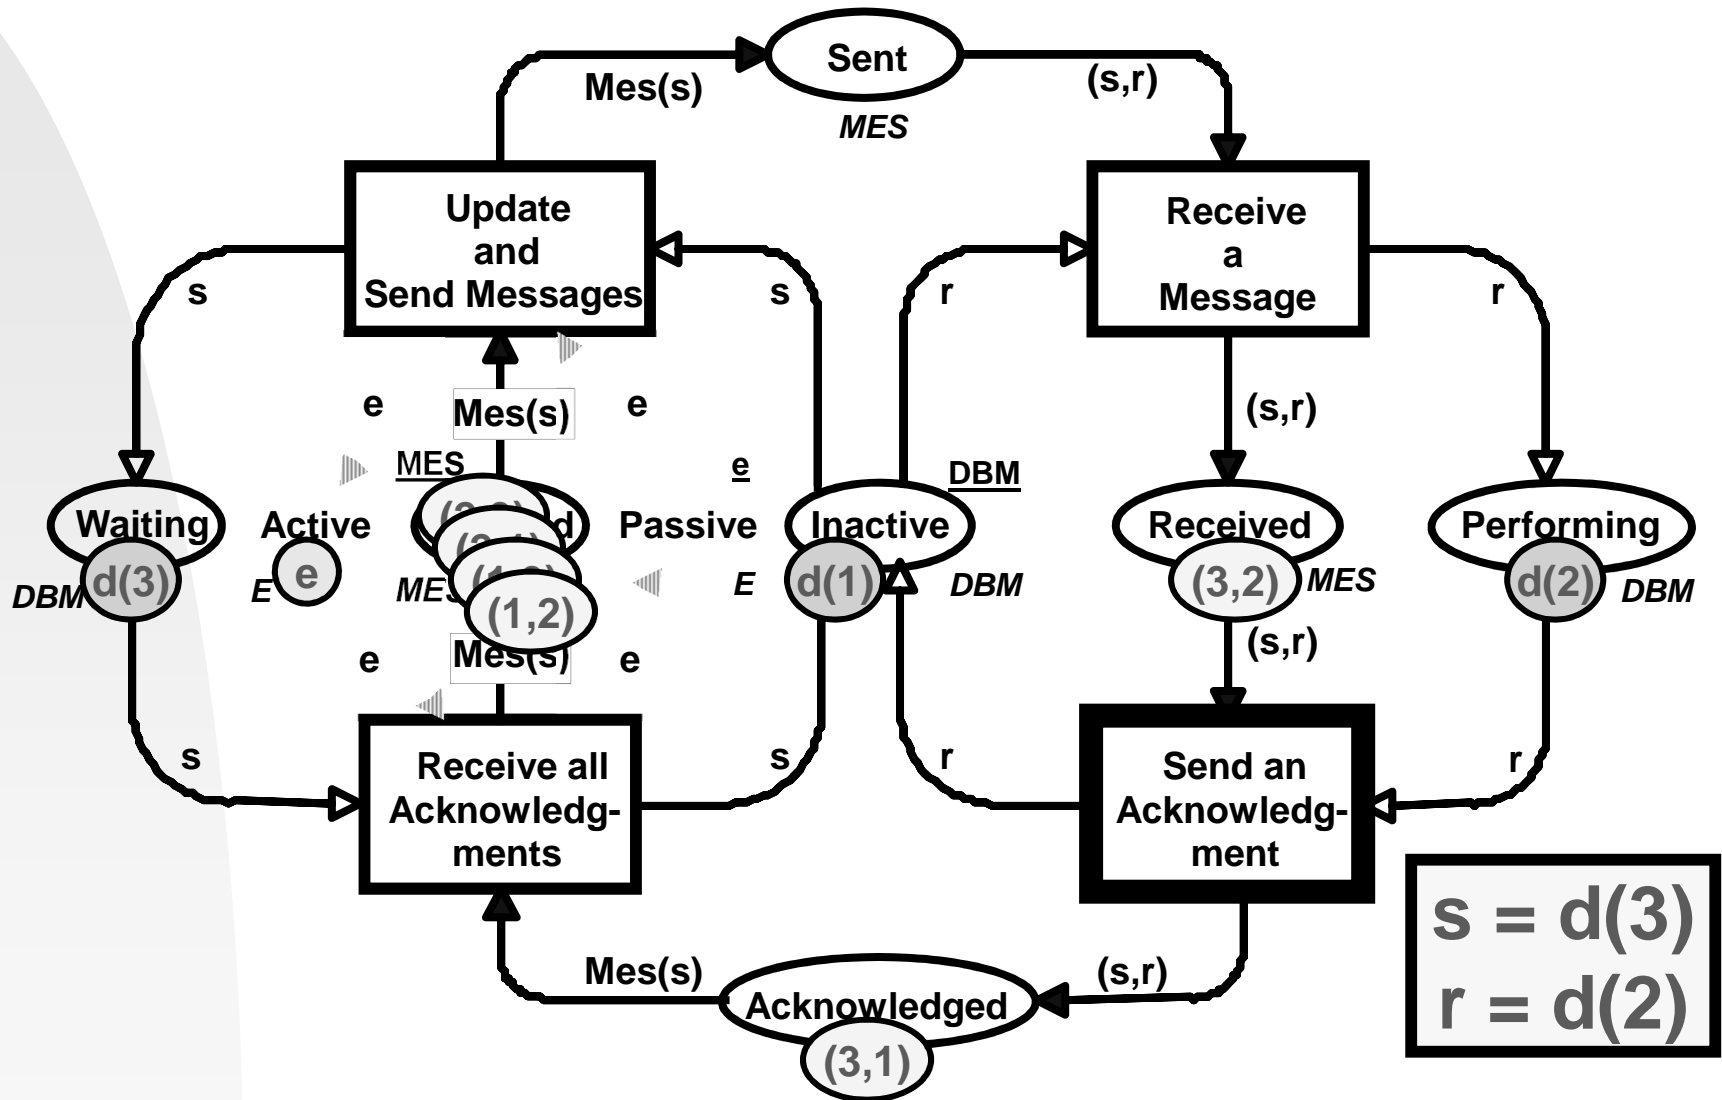 Sent
Mes(s)
(s,r)
MES
Update
and
Send Messages
Receive
a
Message
s
s
r
r
e
Mes(s)
e
(s,r)
MES
e
DBM
Waiting
Active
Passive
Inactive
Received
Performing
d(3)
e
d(1)
(3,2)
d(2)
DBM
E
E
DBM
MES
DBM
(1,2)
e
Mes(s)
e
(s,r)
s
Receive all
Acknowledg-
ments
s
r
Send an
Acknowledg-
ment
r
Mes(s)
Acknowledged
(s,r)
(3,1)
s = d(3)
r = d(2)